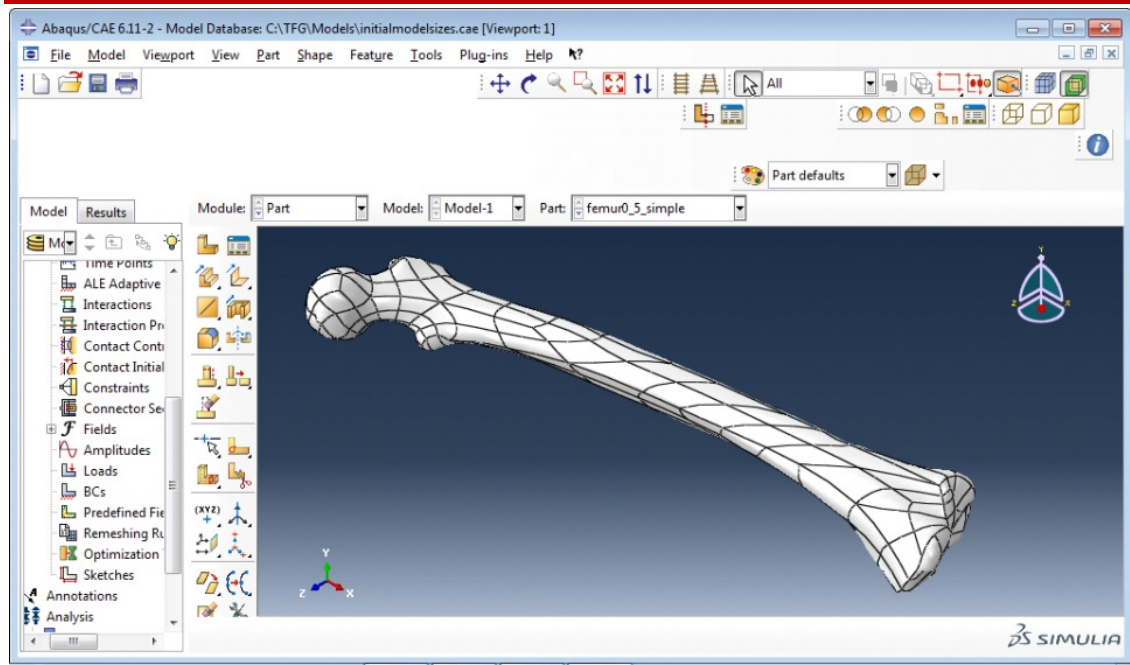 Abaqus/CAE 6.11-2 - Model Database: C:\TFG\Models\initialmodelsizes.cae [Viewport: 1]
File Model Viewport View Part Shape Feature Tools Plug-ins Help
All
i
Part defaults
Model Results
Module: Part Model: Model-1 Part: femur0_5_simple
Time Points
ALE Adaptive
Interactions
Interaction Pr
Contact Cont
Contact Initial
Constraints
Connector Se
Fields
Amplitudes
Loads
BCs
Predefined Fie
Remeshing Ru
Optimization
Sketches
Annotations
Analysis
(XYZ)
Y
Z X
Y
Z X
SIMULIA